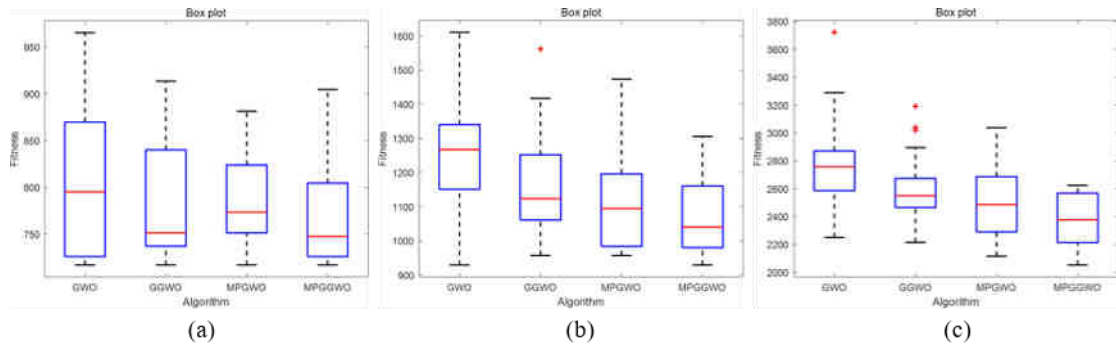 Box plot
Fitness
850
900
850
800
750
GWO GGWO MPGWO MPGGWO
Algorithm
(a)
Box plot
Fitness
1600
1500
1400
1300
1200
1100
1000
900
GWO GGWO MPGWO MPGGWO
Algorithm
(b)
Box plot
Fitness
3800
3600
3400
3200
3000
2800
2600
2400
2200
2000
GWO GGWO MPGWO MPGGWO
Algorithm
(c)